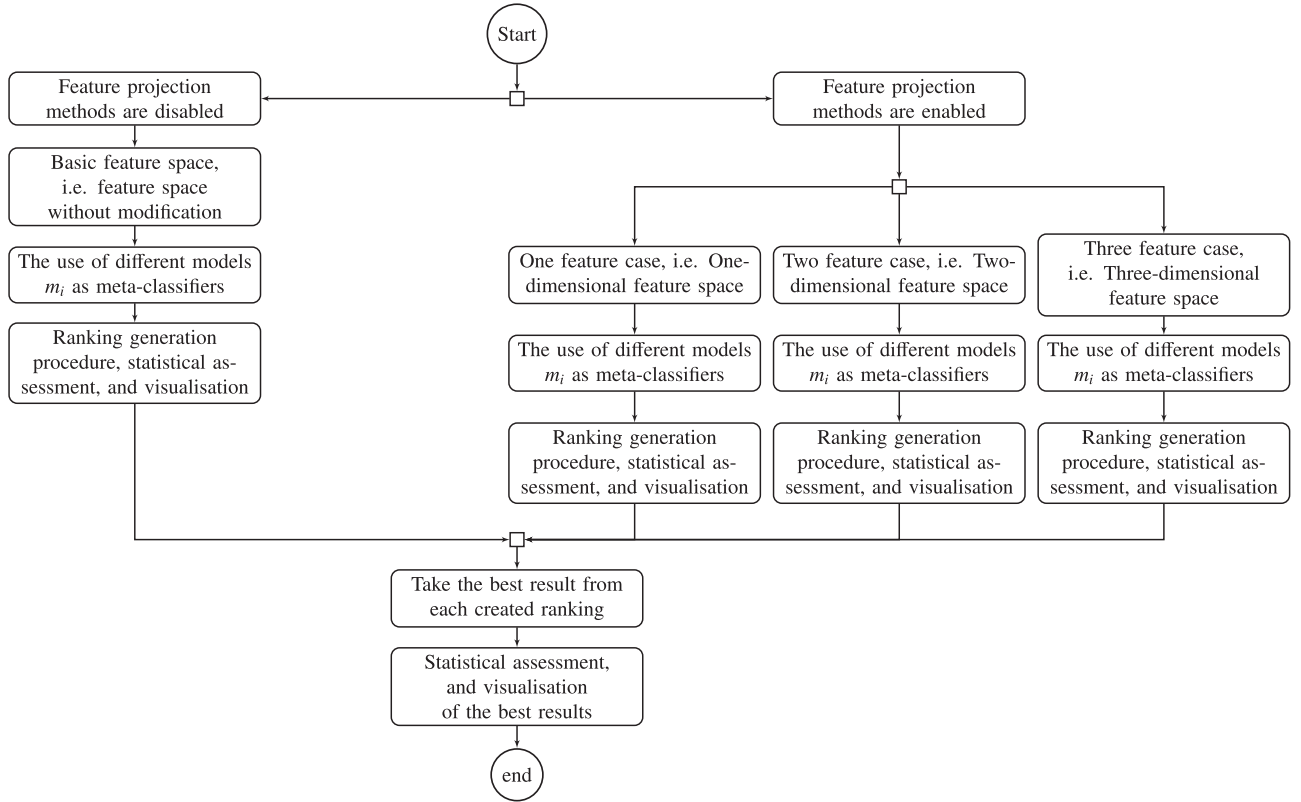 Start
Feature projection
methods are disabled
Feature projection
methods are enabled
Basic feature space,
i.e. feature space
without modification
The use of different models
mᵢ as meta-classifiers
Ranking generation
procedure, statistical as-
sessment, and visualisation
One feature case, i.e. One-
dimensional feature space
Two feature case, i.e. Two-
dimensional feature space
Three feature case,
i.e. Three-dimensional
feature space
The use of different models
mᵢ as meta-classifiers
The use of different models
mᵢ as meta-classifiers
The use of different models
mᵢ as meta-classifiers
Ranking generation
procedure, statistical as-
sessment, and visualisation
Ranking generation
procedure, statistical as-
sessment, and visualisation
Ranking generation
procedure, statistical as-
sessment, and visualisation
Take the best result from
each created ranking
Statistical assessment,
and visualisation
of the best results
end